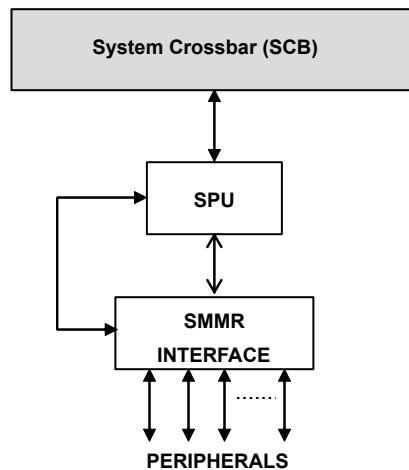 System Crossbar (SCB)
SPU
SMMR
INTERFACE
PERIPHERALS